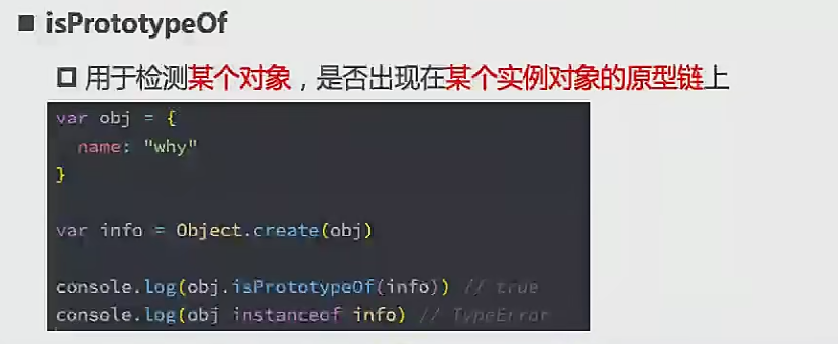 isPrototypeOf
用于检测某个对象，是否出现在某个实例对象的原型链上
var obj = {
  name: "why"
}
var info = Object.create(obj)
console.log(obj.isPrototypeOf(info)) // true
console.log(obj instanceof info) // TypeError